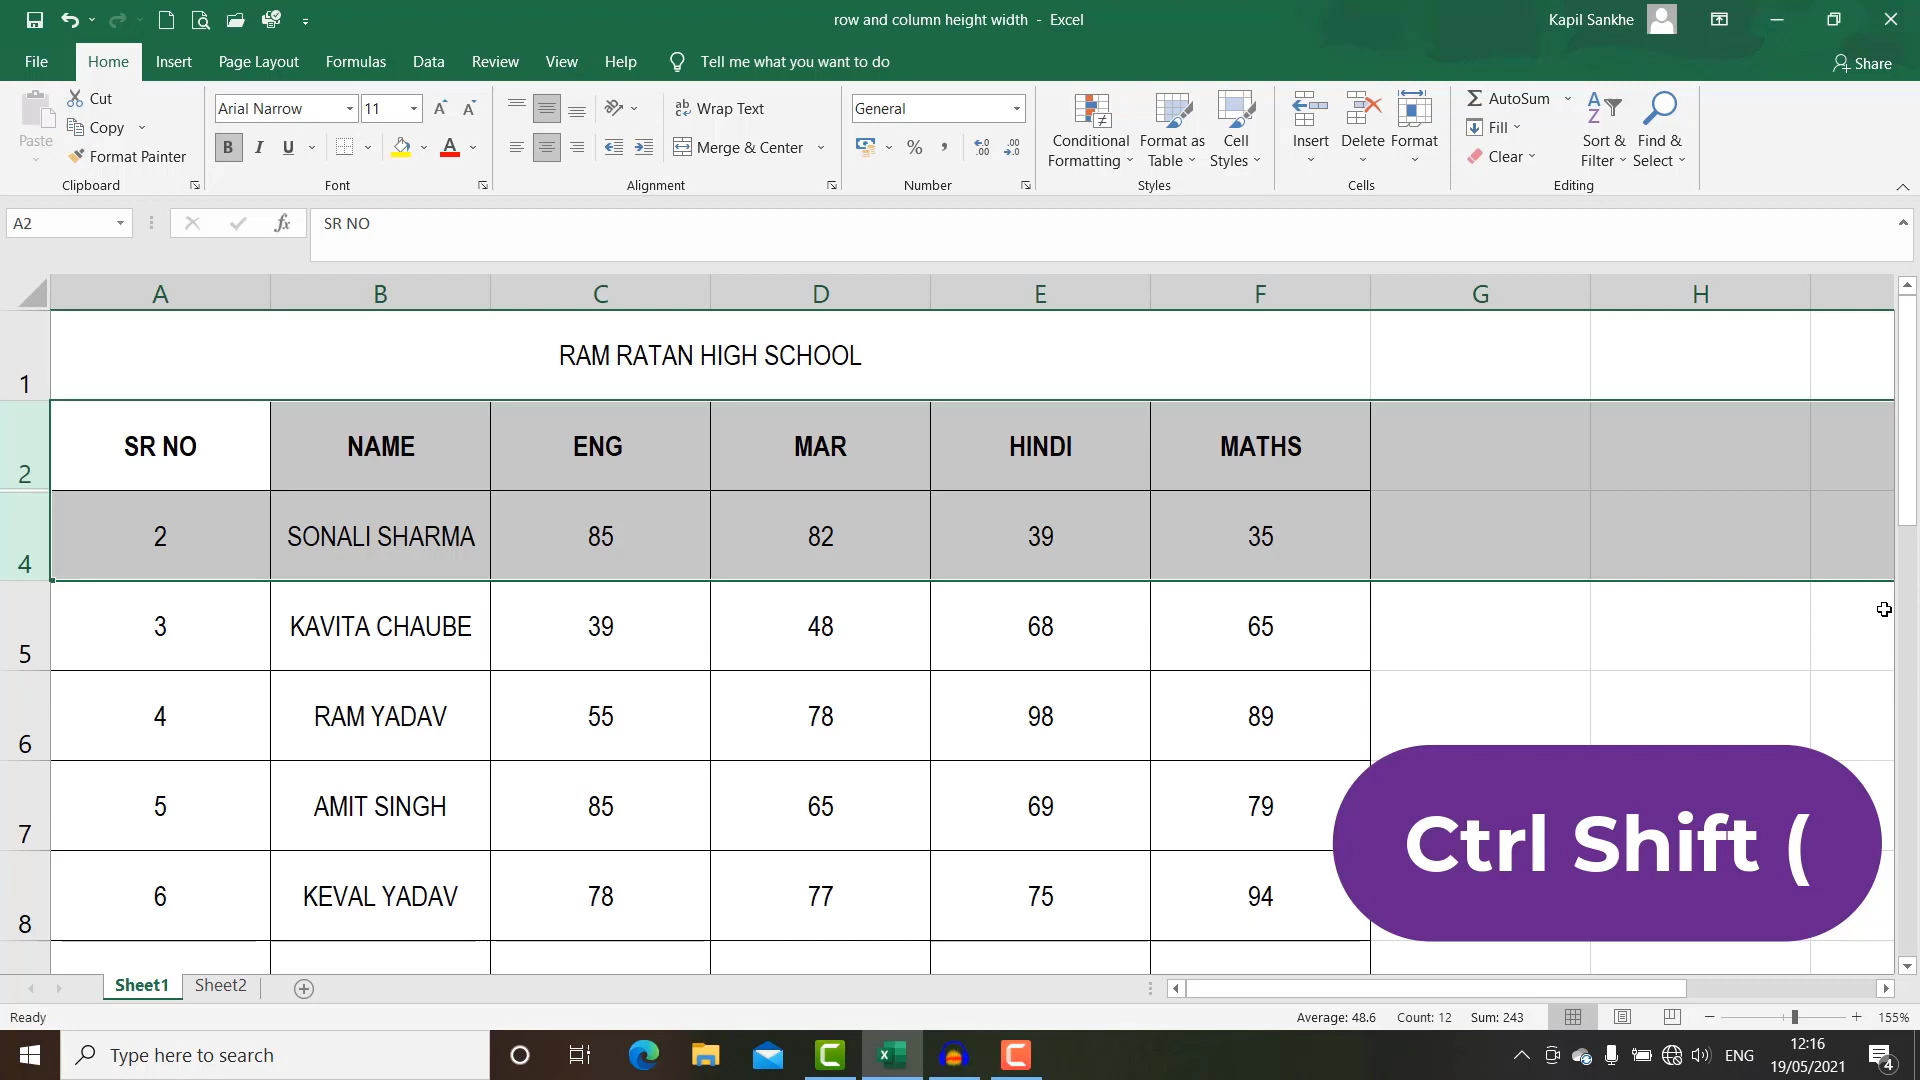 row and column height width - Excel
Kapil Sankhe
File Home Insert Page Layout Formulas Data Review View Help Tell me what you want to do Share
Paste
Cut
Copy
Format Painter
Clipboard
Arial Narrow 11
B I U A
Font
ab Wrap Text
Merge & Center
Alignment
General
% , .00 .00
Number
Conditional Formatting
Format as Table
Cell Styles
Styles
Insert Delete Format
Cells
AutoSum
Fill
Clear
Sort & Filter
Find & Select
Editing
A2 fx SR NO
A B C D E F G H
1 RAM RATAN HIGH SCHOOL
2 SR NO NAME ENG MAR HINDI MATHS
4 2 SONALI SHARMA 85 82 39 35
5 3 KAVITA CHAUBE 39 48 68 65
6 4 RAM YADAV 55 78 98 89
7 5 AMIT SINGH 85 65 69 79
8 6 KEVAL YADAV 78 77 75 94
Ctrl Shift (
Sheet1 Sheet2
Ready Average: 48.6 Count: 12 Sum: 243 155%
Type here to search
ENG
12:16
19/05/2021
4